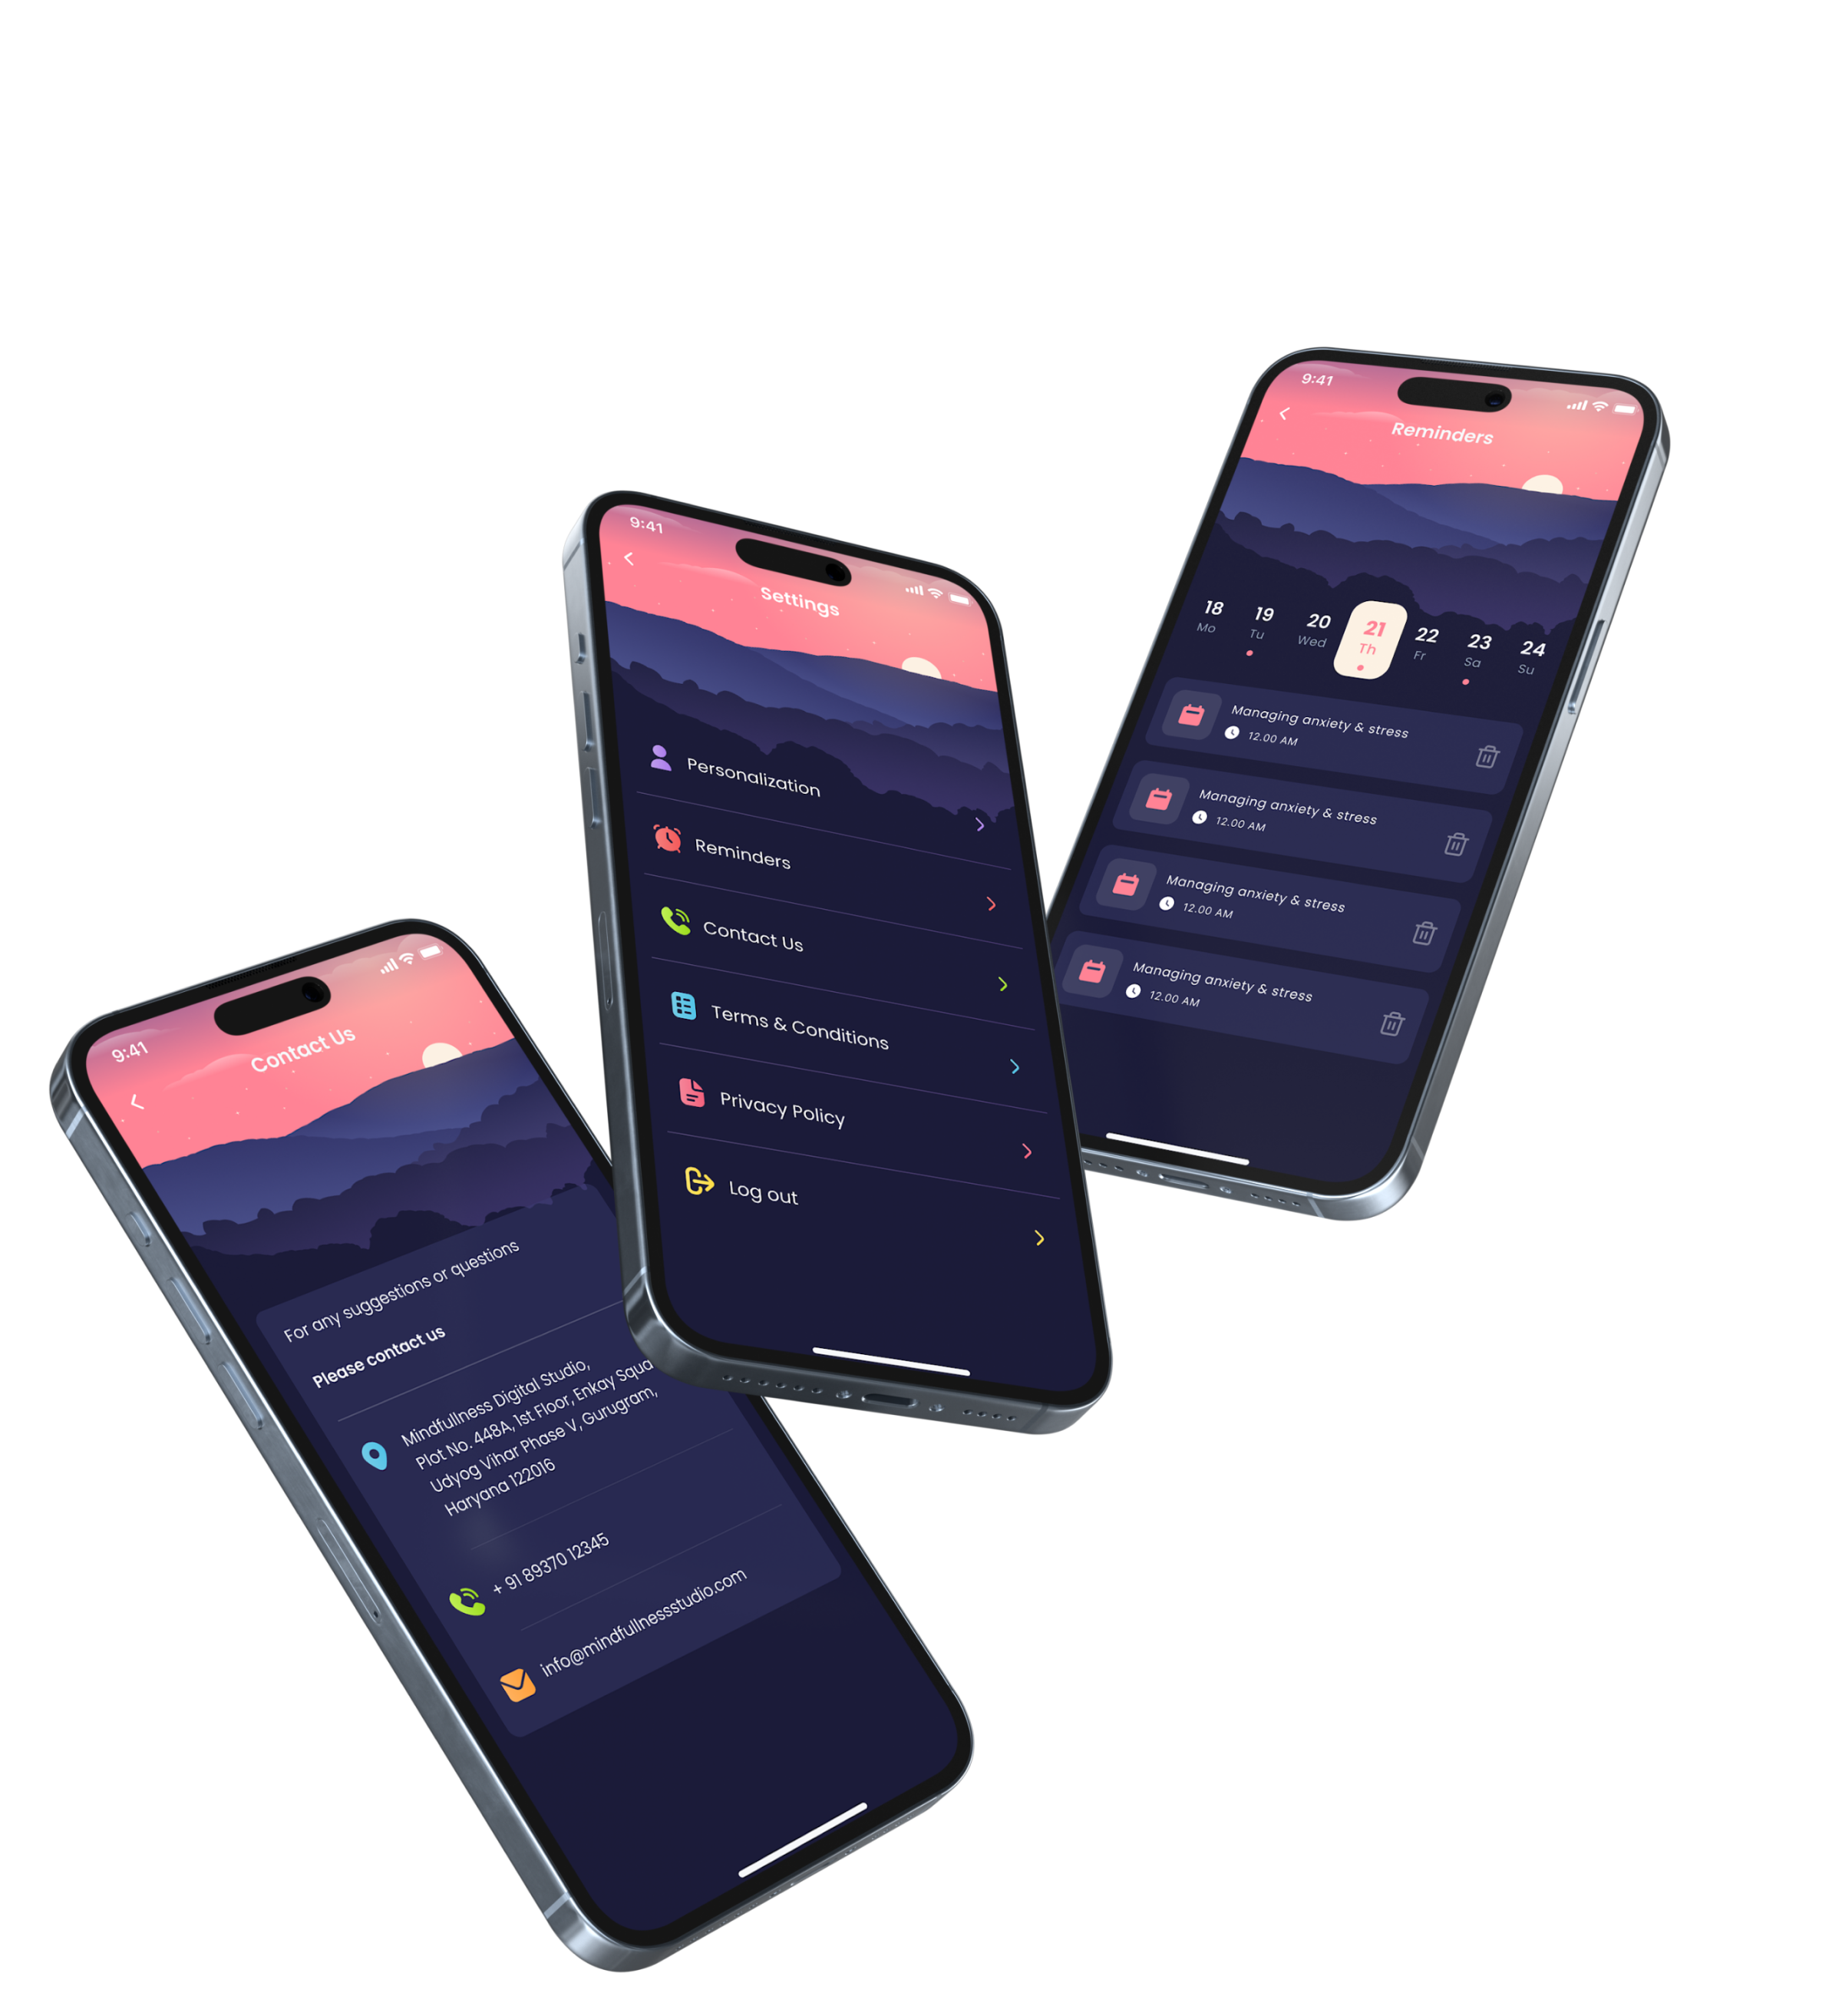 9:41
Contact Us
For any suggestions or questions
Please contact us
Mindfullness Digital Studio,
Plot No. 448A, 1st Floor, Enkay Squa
Udyog Vihar Phase V, Gurugram,
Haryana 122016
+ 91 89370 12345
info@mindfullnessstudio.com
9:41
Settings
Personalization
Reminders
Contact Us
Terms & Conditions
Privacy Policy
Log out
9:41
Reminders
18 19 20 21 22 23 24
Mo Tu Wed Th Fr Sa Su
Managing anxiety & stress
12.00 AM
Managing anxiety & stress
12.00 AM
Managing anxiety & stress
12.00 AM
Managing anxiety & stress
12.00 AM